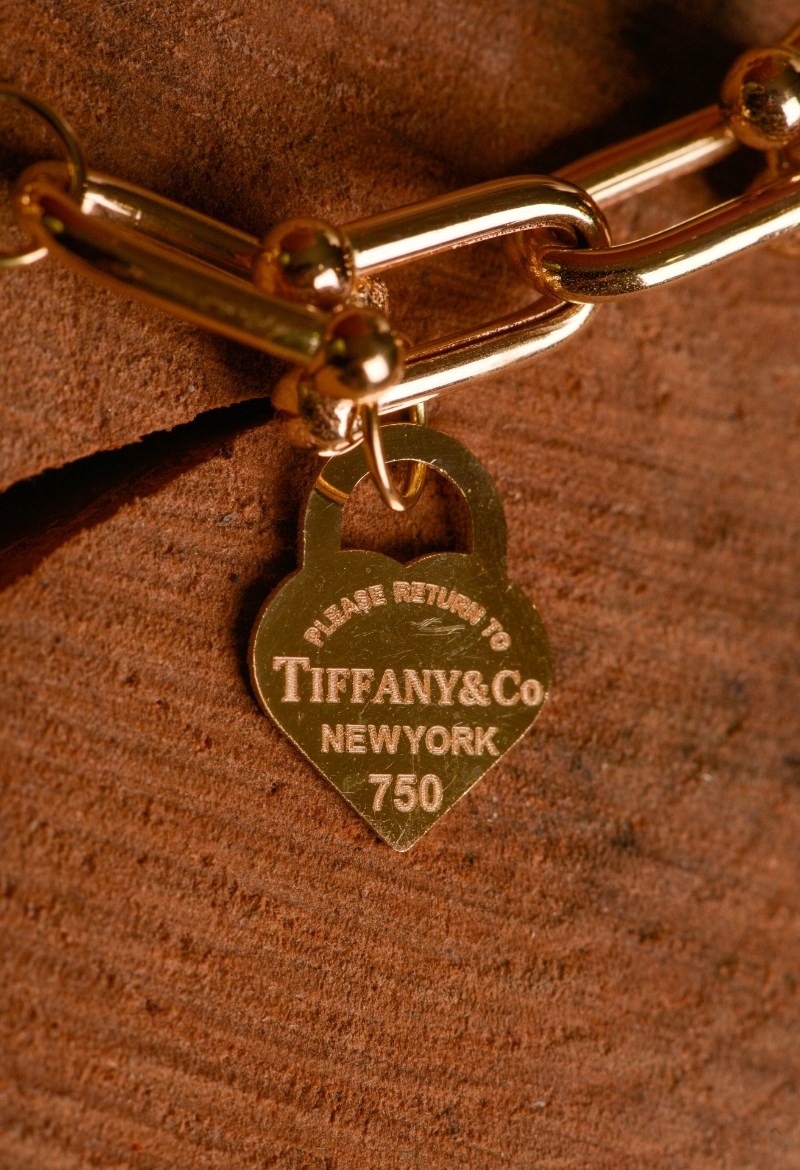 PLEASE RETURN TO
TIFFANY&Co
NEWYORK
750